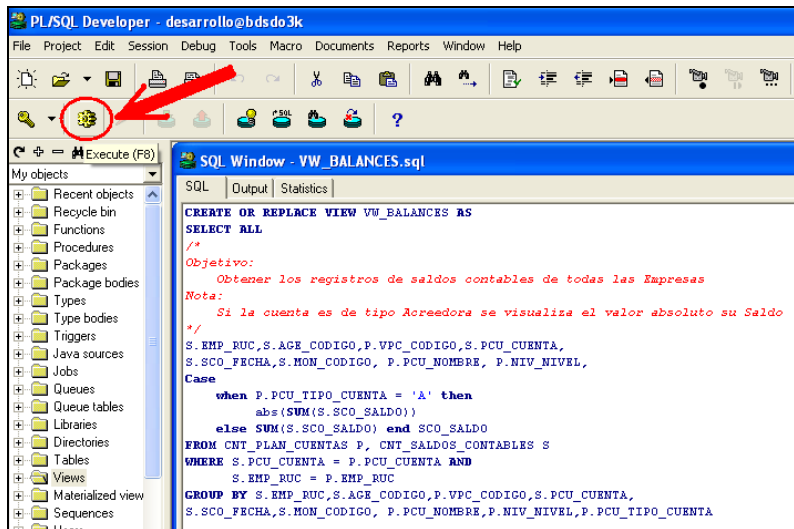 PL/SQL Developer - desarrollo@bdsdo3k
File Project Edit Session Debug Tools Macro Documents Reports Window Help
SQL
?
Execute (F8)
My objects
Recent objects
Recycle bin
Functions
Procedures
Packages
Package bodies
Types
Type bodies
Triggers
Java sources
Jobs
Queues
Queue tables
Libraries
Directories
Tables
Views
Materialized view
Sequences
SQL Window - VW_BALANCES.sql
SQL Output Statistics
CREATE OR REPLACE VIEW VW_BALANCES AS
SELECT ALL
/*
Objetivo:
Obtener los registros de saldos contables de todas las Empresas
Nota:
Si la cuenta es de tipo Acreedora se visualiza el valor absoluto su Saldo
*/
S.EMP_RUC,S.AGE_CODIGO,P.VPC_CODIGO,S.PCU_CUENTA,
S.SCO_FECHA,S.MON_CODIGO, P.PCU_NOMBRE, P.NIV_NIVEL,
Case
when P.PCU_TIPO_CUENTA = 'A' then
abs(SUM(S.SCO_SALDO))
else SUM(S.SCO_SALDO) end SCO_SALDO
FROM CNT_PLAN_CUENTAS P, CNT_SALDOS_CONTABLES S
WHERE S.PCU_CUENTA = P.PCU_CUENTA AND
S.EMP_RUC = P.EMP_RUC
GROUP BY S.EMP_RUC,S.AGE_CODIGO,P.VPC_CODIGO,S.PCU_CUENTA,
S.SCO_FECHA,S.MON_CODIGO, P.PCU_NOMBRE,P.NIV_NIVEL,P.PCU_TIPO_CUENTA